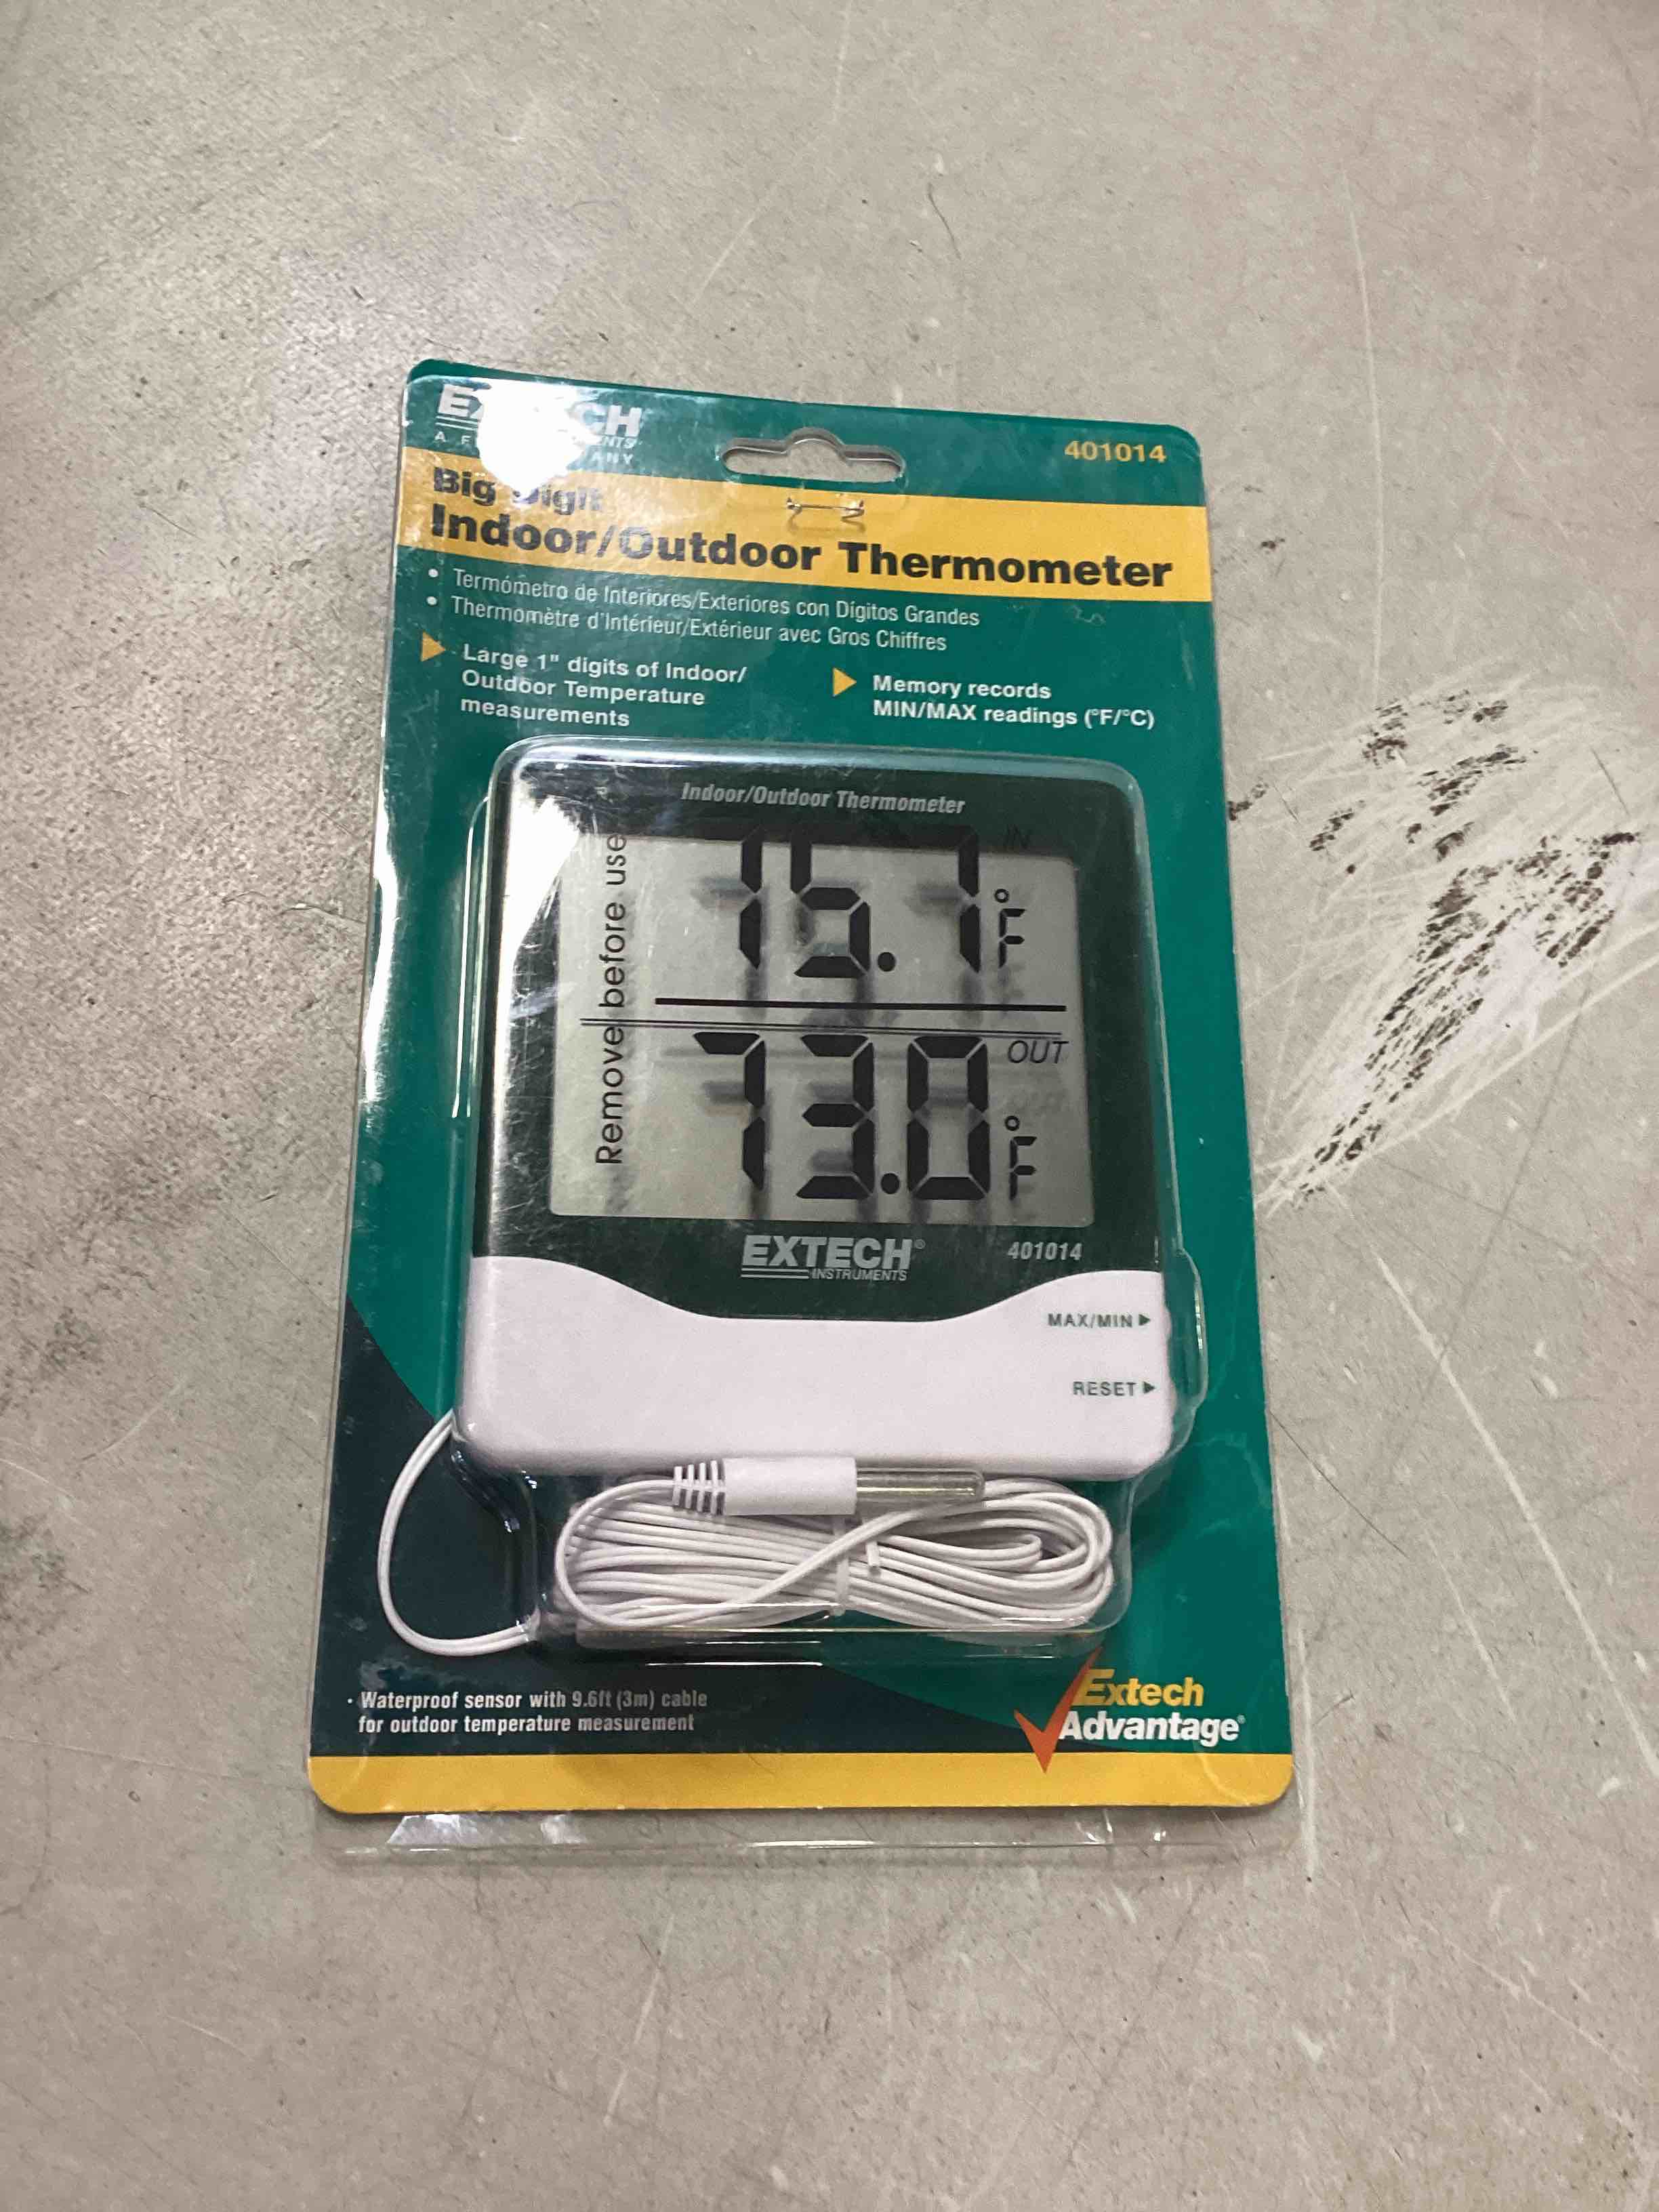 401014
Big Digit
Indoor/Outdoor Thermometer
• Termómetro de Interiores/Exteriores con Dígitos Grandes
• Thermomètre d'Intérieur/Extérieur avec Gros Chiffres
Large 1" digits of Indoor/
Outdoor Temperature
measurements
Memory records
MIN/MAX readings (°F/°C)
Indoor/Outdoor Thermometer
Remove before use
IN
75.7 °F
OUT
73.0 °F
EXTECH®
INSTRUMENTS
401014
MAX/MIN ▶
RESET ▶
• Waterproof sensor with 9.6ft (3m) cable
for outdoor temperature measurement
Extech
Advantage®